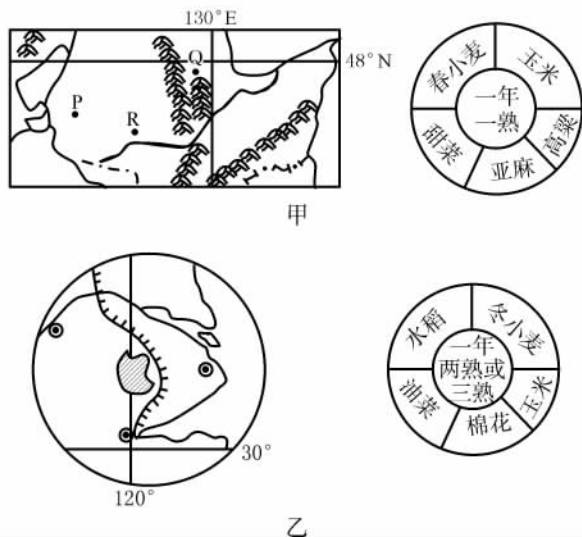 130°E
Q
48°N
P
R
甲
春小麦
玉米
高粱
亚麻
甜菜
一年
一熟
30°
120°
乙
水稻
冬小麦
玉米
棉花
油菜
一年
两熟或
三熟